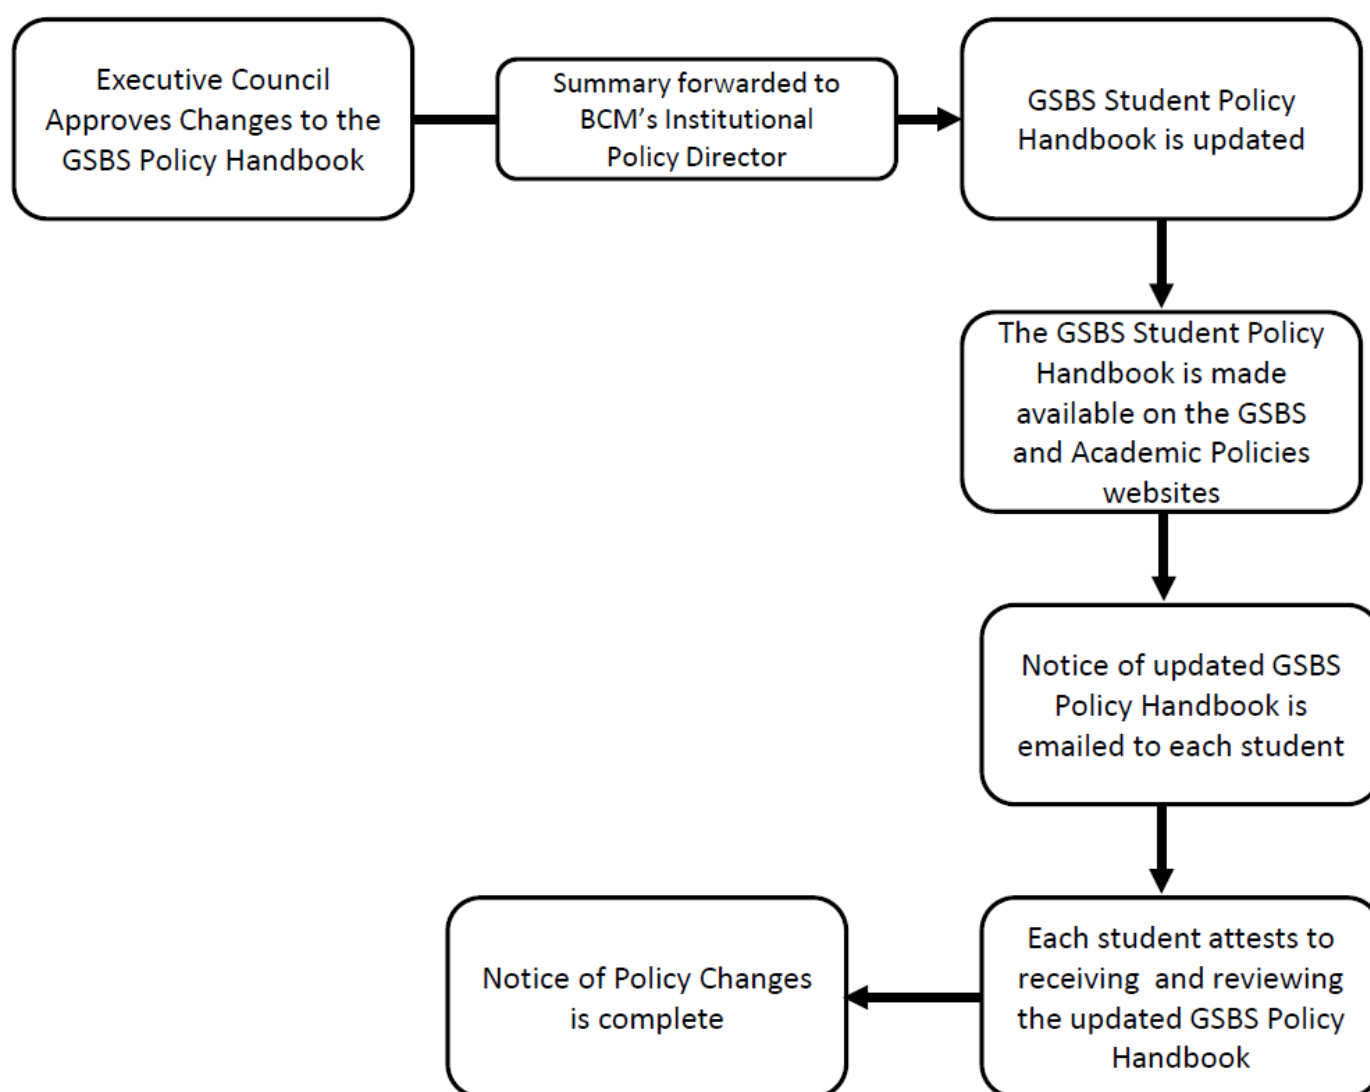 Executive Council
Approves Changes to the
GSBS Policy Handbook
Summary forwarded to
BCM's Institutional
Policy Director
GSBS Student Policy
Handbook is updated
The GSBS Student Policy
Handbook is made
available on the GSBS
and Academic Policies
websites
Notice of updated GSBS
Policy Handbook is
emailed to each student
Each student attests to
receiving  and reviewing
the updated GSBS Policy
Handbook
Notice of Policy Changes
is complete